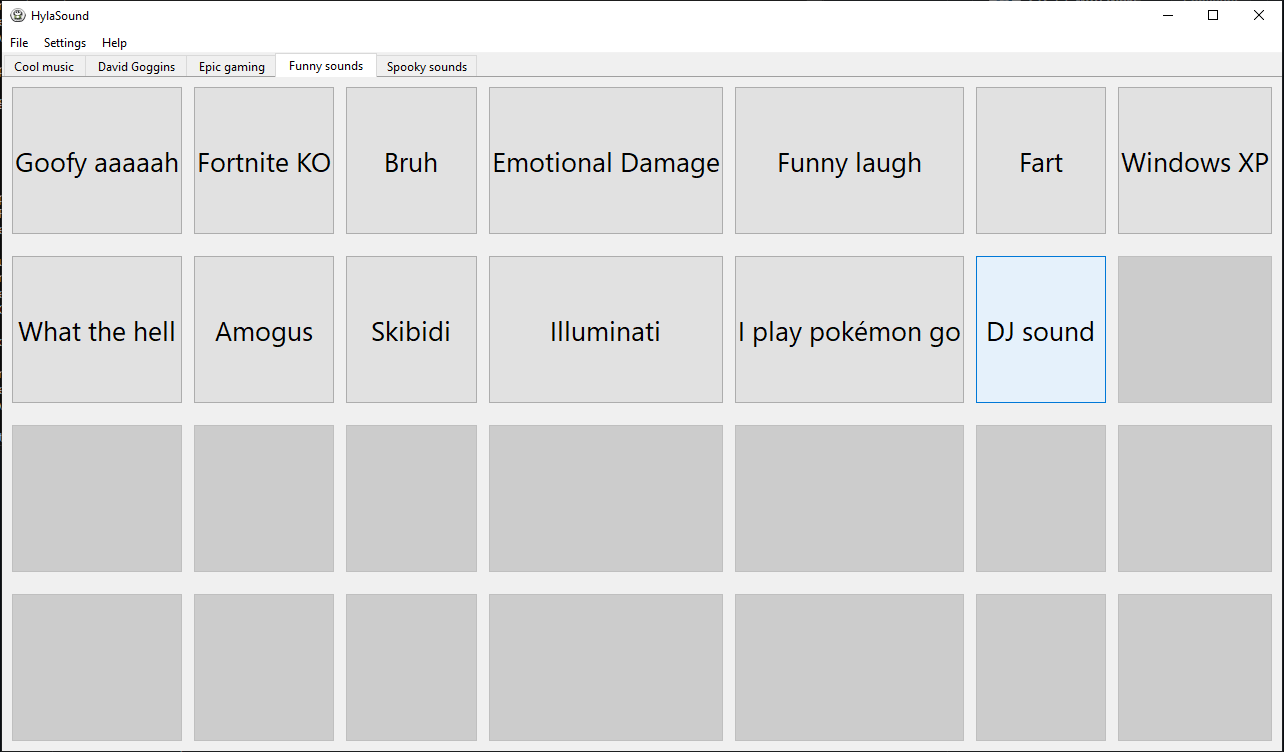 HylaSound
File Settings Help
Cool music David Goggins Epic gaming Funny sounds Spooky sounds
Goofy aaaaah Fortnite KO Bruh Emotional Damage Funny laugh Fart Windows XP
What the hell Amogus Skibidi Illuminati I play pokémon go DJ sound